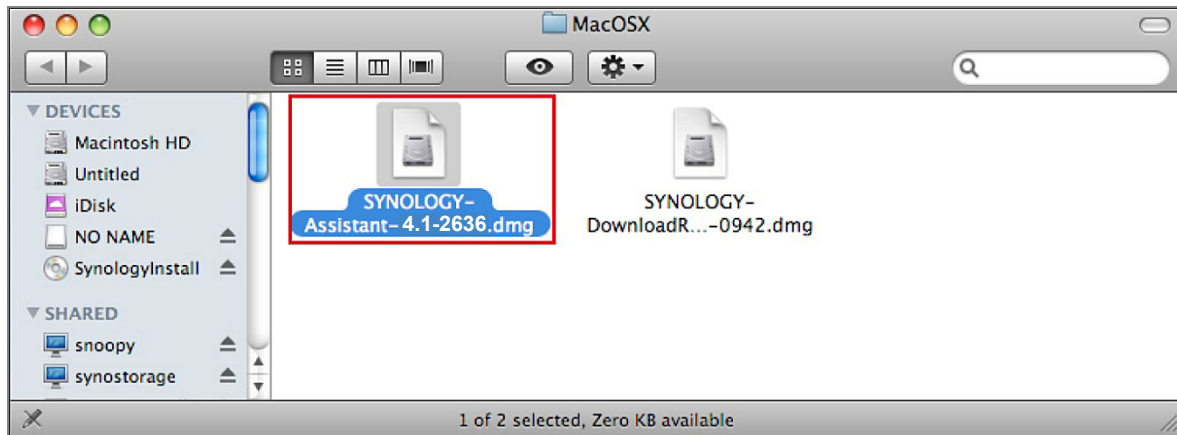 MacOSX
DEVICES
Macintosh HD
Untitled
iDisk
NO NAME
SynologyInstall
SHARED
snoopy
synostorage
SYNOLOGY-
Assistant-4.1-2636.dmg
SYNOLOGY-
DownloadR...-0942.dmg
1 of 2 selected, Zero KB available